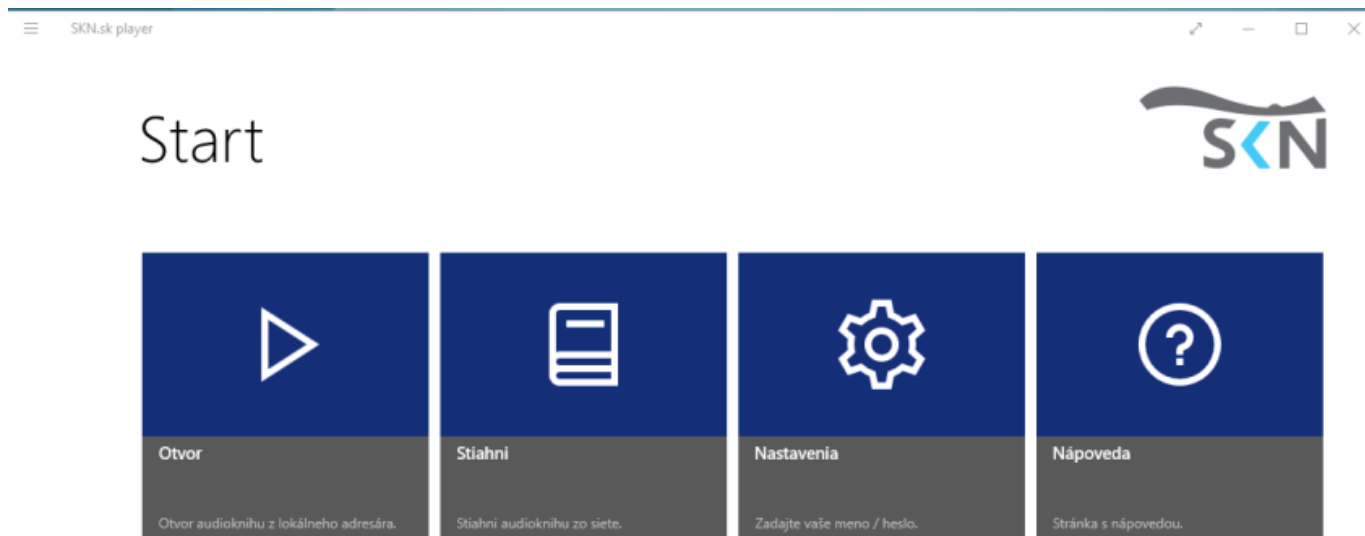 SKN.sk player
Start
SKN
Otvor
Stiahni
Nastavenia
Nápoveda
Otvor audioknihu z lokálneho adresára.
Stiahni audioknihu zo siete.
Zadajte vaše meno / heslo.
Stránka s nápovedou.